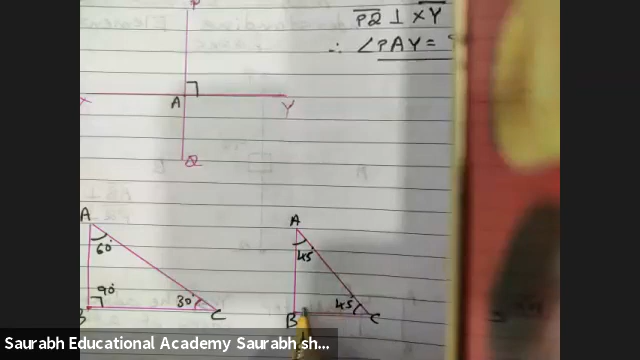 P
PQ ⊥ XY
∴ ∠PAY =
X
A
Y
Q
A
60°
90°
30°
B
C
A
45
45°
B
C
Saurabh Educational Academy Saurabh sh...